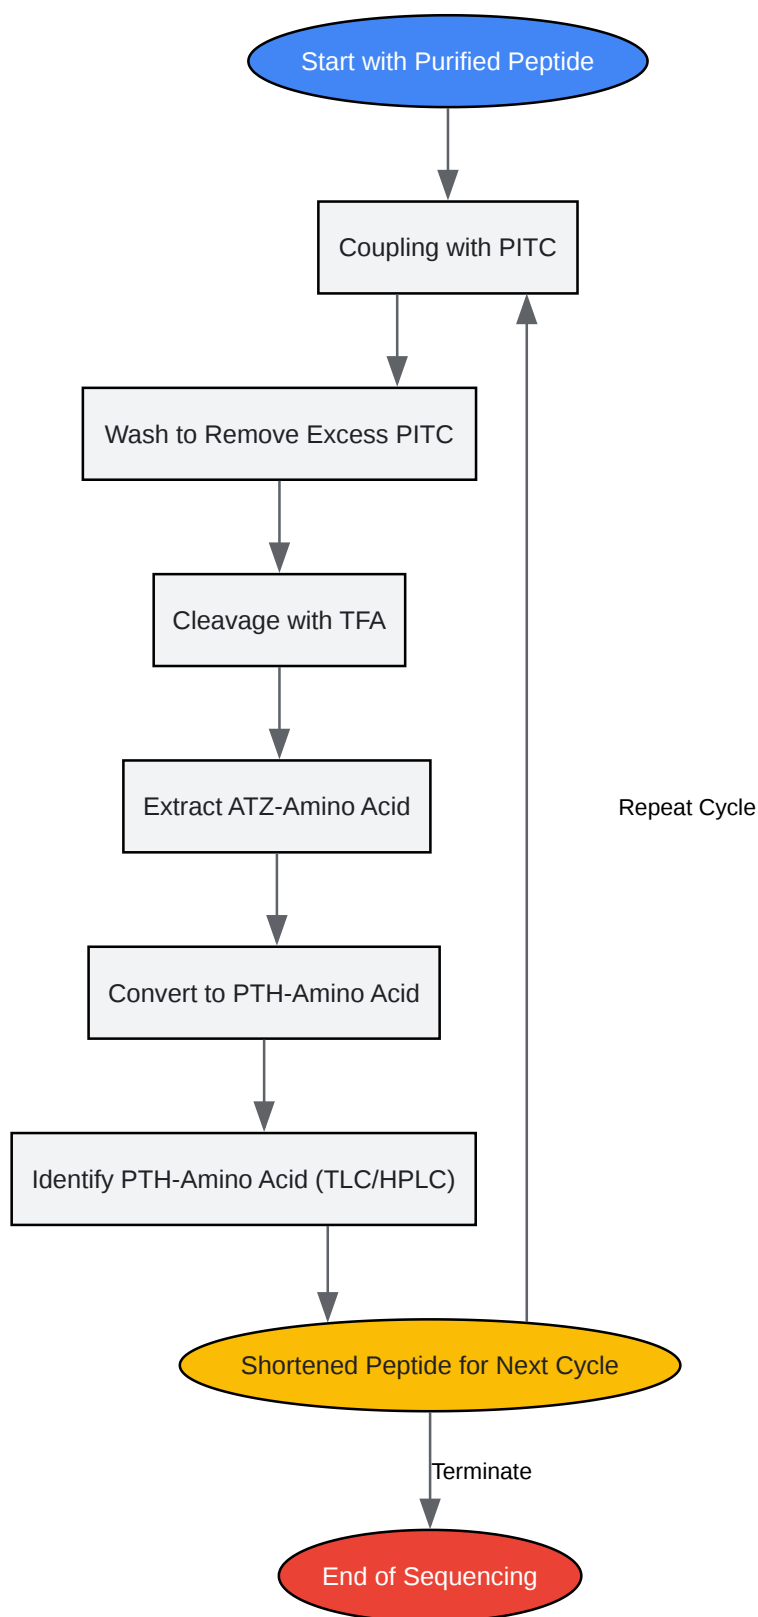 Start with Purified Peptide
Coupling with PITC
Wash to Remove Excess PITC
Cleavage with TFA
Extract ATZ-Amino Acid
Repeat Cycle
Convert to PTH-Amino Acid
Identify PTH-Amino Acid (TLC/HPLC)
Shortened Peptide for Next Cycle
Terminate
End of Sequencing